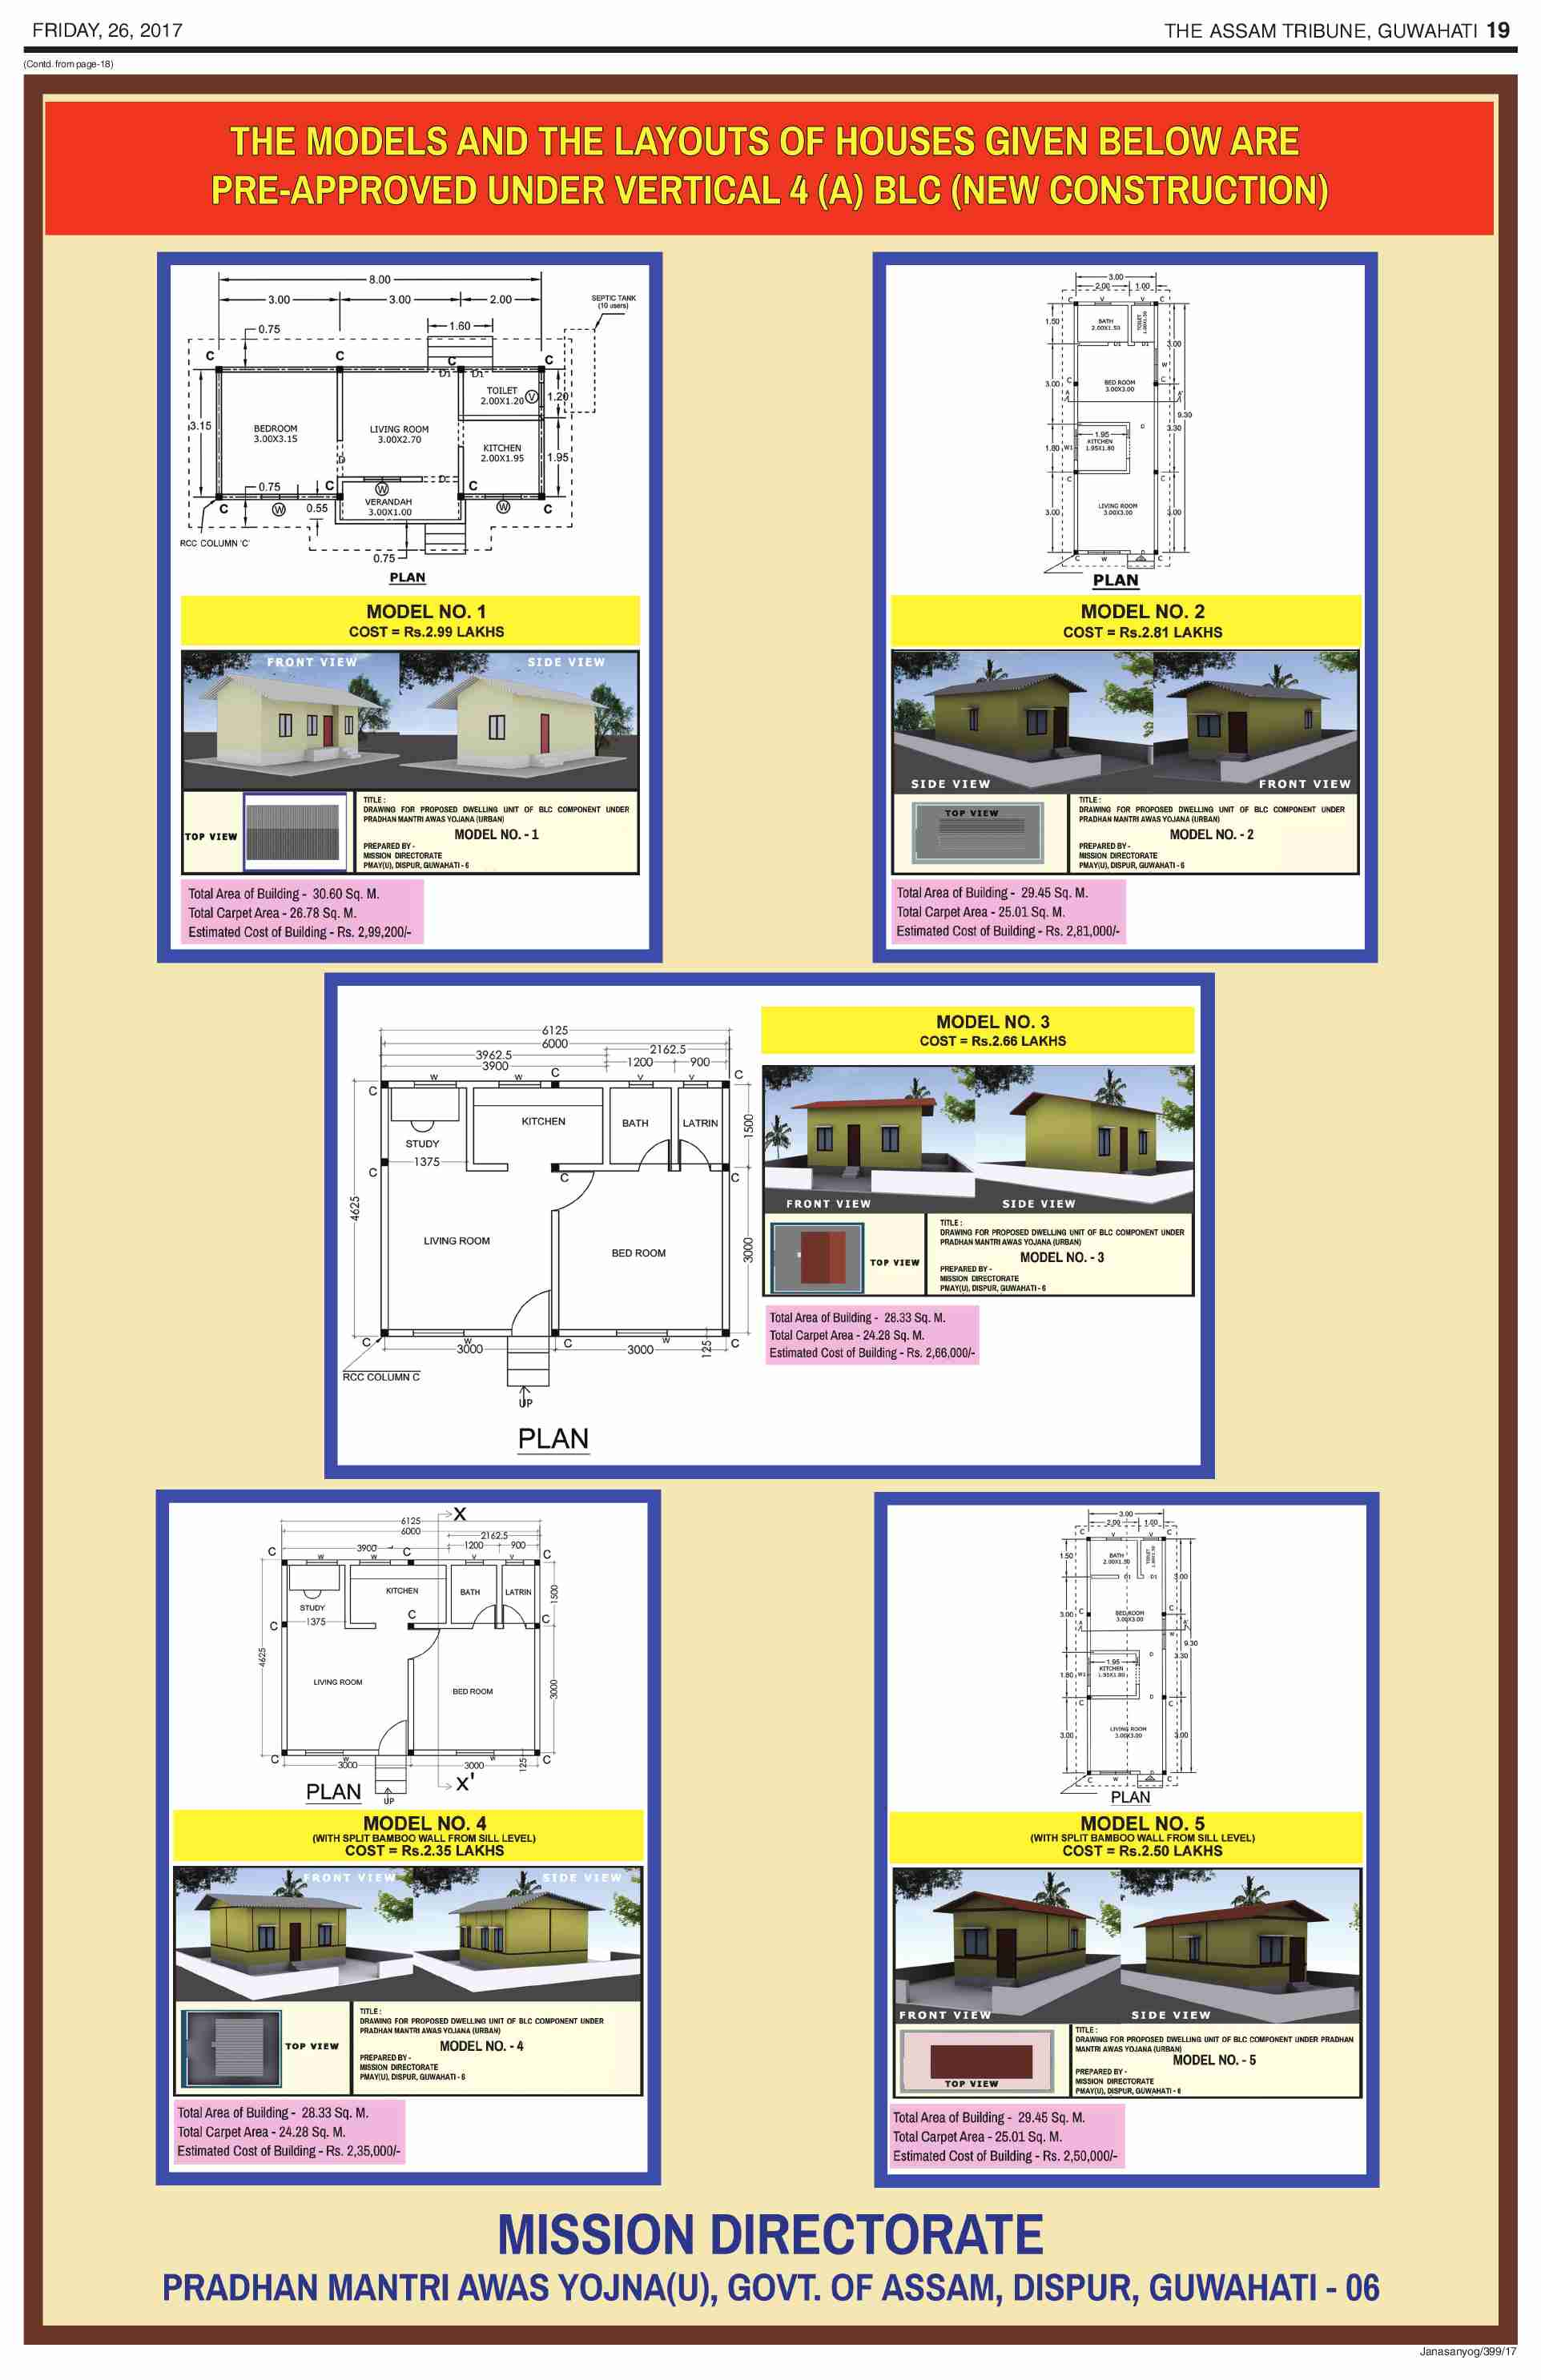 FRIDAY, 26, 2017
THE ASSAM TRIBUNE, GUWAHATI 19
(Contd. from page-18)
THE MODELS AND THE LAYOUTS OF HOUSES GIVEN BELOW ARE
PRE-APPROVED UNDER VERTICAL 4 (A) BLC (NEW CONSTRUCTION)
8.00
3.00 3.00 2.00
SEPTIC TANK
(10 users)
0.75
1.60
C C C C
D1 D1
TOILET
2.00X1.20 V 1.20
3.15
BEDROOM
3.00X3.15
LIVING ROOM
3.00X2.70
KITCHEN
2.00X1.95
1.95
D
D
0.75 C W C
C W 0.55
VERANDAH
3.00X1.00
W C
RCC COLUMN 'C'
0.75
PLAN
MODEL NO. 1
COST = Rs.2.99 LAKHS
FRONT VIEW
SIDE VIEW
TOP VIEW
TITLE :
DRAWING FOR PROPOSED DWELLING UNIT OF BLC COMPONENT UNDER
PRADHAN MANTRI AWAS YOJANA (URBAN)
MODEL NO. - 1
PREPARED BY -
MISSION DIRECTORATE
PMAY(U), DISPUR, GUWAHATI - 6
Total Area of Building - 30.60 Sq. M.
Total Carpet Area - 26.78 Sq. M.
Estimated Cost of Building - Rs. 2,99,200/-
3.00
2.00 1.00
C V V C
1.50
BATH
2.00X1.50
TOILET
D1 D1
3.00
W
3.00 C
BED ROOM
3.00X3.00
C
A A'
9.30
1.95
D
3.30
1.80 W1
KITCHEN
1.95X1.80
C C
LIVING ROOM
3.00X3.00
3.00 3.00
C W D C
PLAN
MODEL NO. 2
COST = Rs.2.81 LAKHS
SIDE VIEW
FRONT VIEW
TOP VIEW
TITLE :
DRAWING FOR PROPOSED DWELLING UNIT OF BLC COMPONENT UNDER
PRADHAN MANTRI AWAS YOJANA (URBAN)
MODEL NO. - 2
PREPARED BY -
MISSION DIRECTORATE
PMAY(U), DISPUR, GUWAHATI - 6
Total Area of Building - 29.45 Sq. M.
Total Carpet Area - 25.01 Sq. M.
Estimated Cost of Building - Rs. 2,81,000/-
6125
6000
3962.5 2162.5
3900 1200 900
C W W C V V C
KITCHEN BATH LATRIN
1500
STUDY
1375
C C C
4625
LIVING ROOM
BED ROOM
3000
C W C W C
3000 3000 125
RCC COLUMN C
UP
PLAN
MODEL NO. 3
COST = Rs.2.66 LAKHS
FRONT VIEW
SIDE VIEW
TOP VIEW
TITLE :
DRAWING FOR PROPOSED DWELLING UNIT OF BLC COMPONENT UNDER
PRADHAN MANTRI AWAS YOJANA (URBAN)
MODEL NO. - 3
PREPARED BY -
MISSION DIRECTORATE
PMAY(U), DISPUR, GUWAHATI - 6
Total Area of Building - 28.33 Sq. M.
Total Carpet Area - 24.28 Sq. M.
Estimated Cost of Building - Rs. 2,66,000/-
X
6125
6000
2162.5
3900 1200 900
C W W C V V C
KITCHEN BATH LATRIN
1500
STUDY
1375
C C C
4625
LIVING ROOM
BED ROOM
3000
C W W C
3000 3000 125
X'
PLAN
UP
MODEL NO. 4
(WITH SPLIT BAMBOO WALL FROM SILL LEVEL)
COST = Rs.2.35 LAKHS
FRONT VIEW
SIDE VIEW
TOP VIEW
TITLE :
DRAWING FOR PROPOSED DWELLING UNIT OF BLC COMPONENT UNDER
PRADHAN MANTRI AWAS YOJANA (URBAN)
MODEL NO. - 4
PREPARED BY -
MISSION DIRECTORATE
PMAY(U), DISPUR, GUWAHATI - 6
Total Area of Building - 28.33 Sq. M.
Total Carpet Area - 24.28 Sq. M.
Estimated Cost of Building - Rs. 2,35,000/-
3.00
2.00 1.00
C V V C
1.50
BATH
2.00X1.50
TOILET
D1 D1
3.00
3.00 C
BED ROOM
3.00X3.00
C
A A'
W
9.30
1.95
D
3.30
1.80 W1
KITCHEN
1.95X1.80
C D C
LIVING ROOM
3.00X3.00
3.00 3.00
C W D C
PLAN
MODEL NO. 5
(WITH SPLIT BAMBOO WALL FROM SILL LEVEL)
COST = Rs.2.50 LAKHS
FRONT VIEW
SIDE VIEW
TOP VIEW
TITLE :
DRAWING FOR PROPOSED DWELLING UNIT OF BLC COMPONENT UNDER PRADHAN
MANTRI AWAS YOJANA (URBAN)
MODEL NO. - 5
PREPARED BY -
MISSION DIRECTORATE
PMAY(U), DISPUR, GUWAHATI - 6
Total Area of Building - 29.45 Sq. M.
Total Carpet Area - 25.01 Sq. M.
Estimated Cost of Building - Rs. 2,50,000/-
MISSION DIRECTORATE
PRADHAN MANTRI AWAS YOJNA(U), GOVT. OF ASSAM, DISPUR, GUWAHATI - 06
Janasanyog/399/17